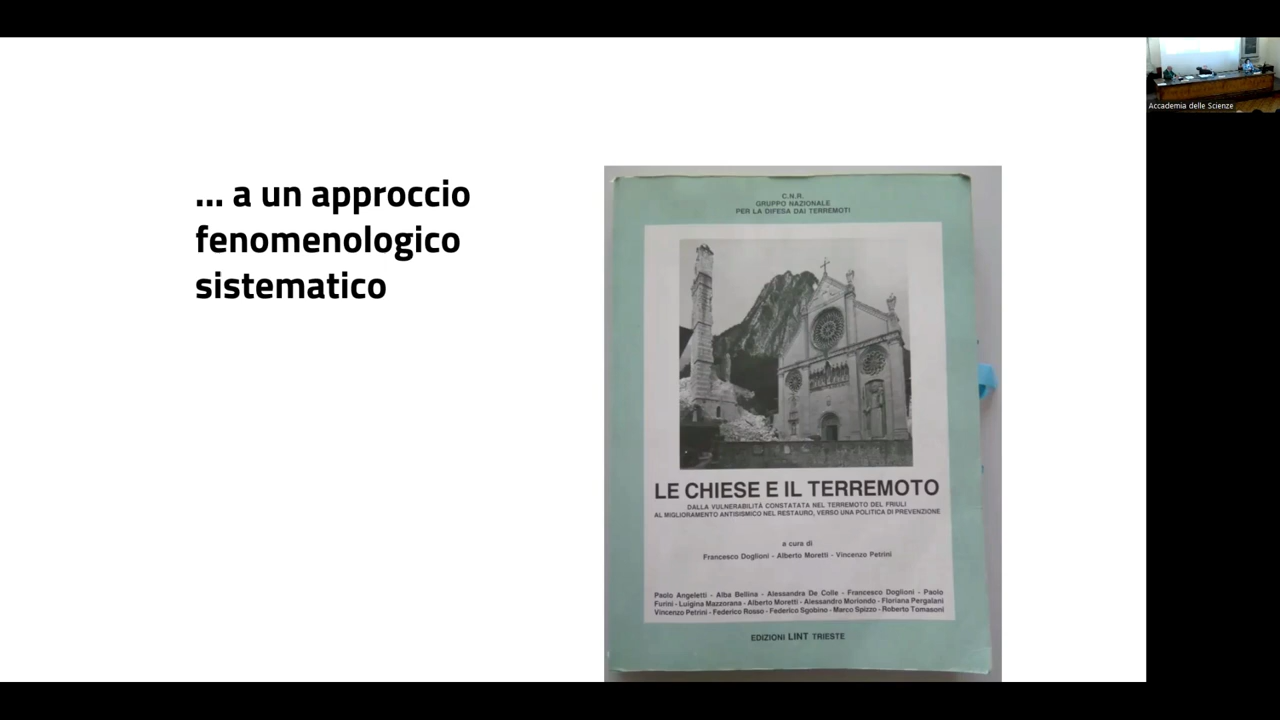 ... a un approccio
fenomenologico
sistematico
C.N.R.
GRUPPO NAZIONALE
PER LA DIFESA DAI TERREMOTI
LE CHIESE E IL TERREMOTO
DALLA VULNERABILITÀ CONSTATATA NEL TERREMOTO DEL FRIULI
AL MIGLIORAMENTO ANTISISMICO NEL RESTAURO, VERSO UNA POLITICA DI PREVENZIONE
a cura di
Francesco Doglioni - Alberto Moretti - Vincenzo Petrini
Paolo Angeletti - Alba Bellina - Alessandra De Colle - Francesco Doglioni - Paolo
Furini - Luigina Mazzorana - Alberto Moretti - Alessandro Moriondo - Floriana Pergalani
Vincenzo Petrini - Federico Rosso - Federico Sgobino - Marco Spizzo - Roberto Tomasoni
EDIZIONI LINT TRIESTE
Accademia delle Scienze